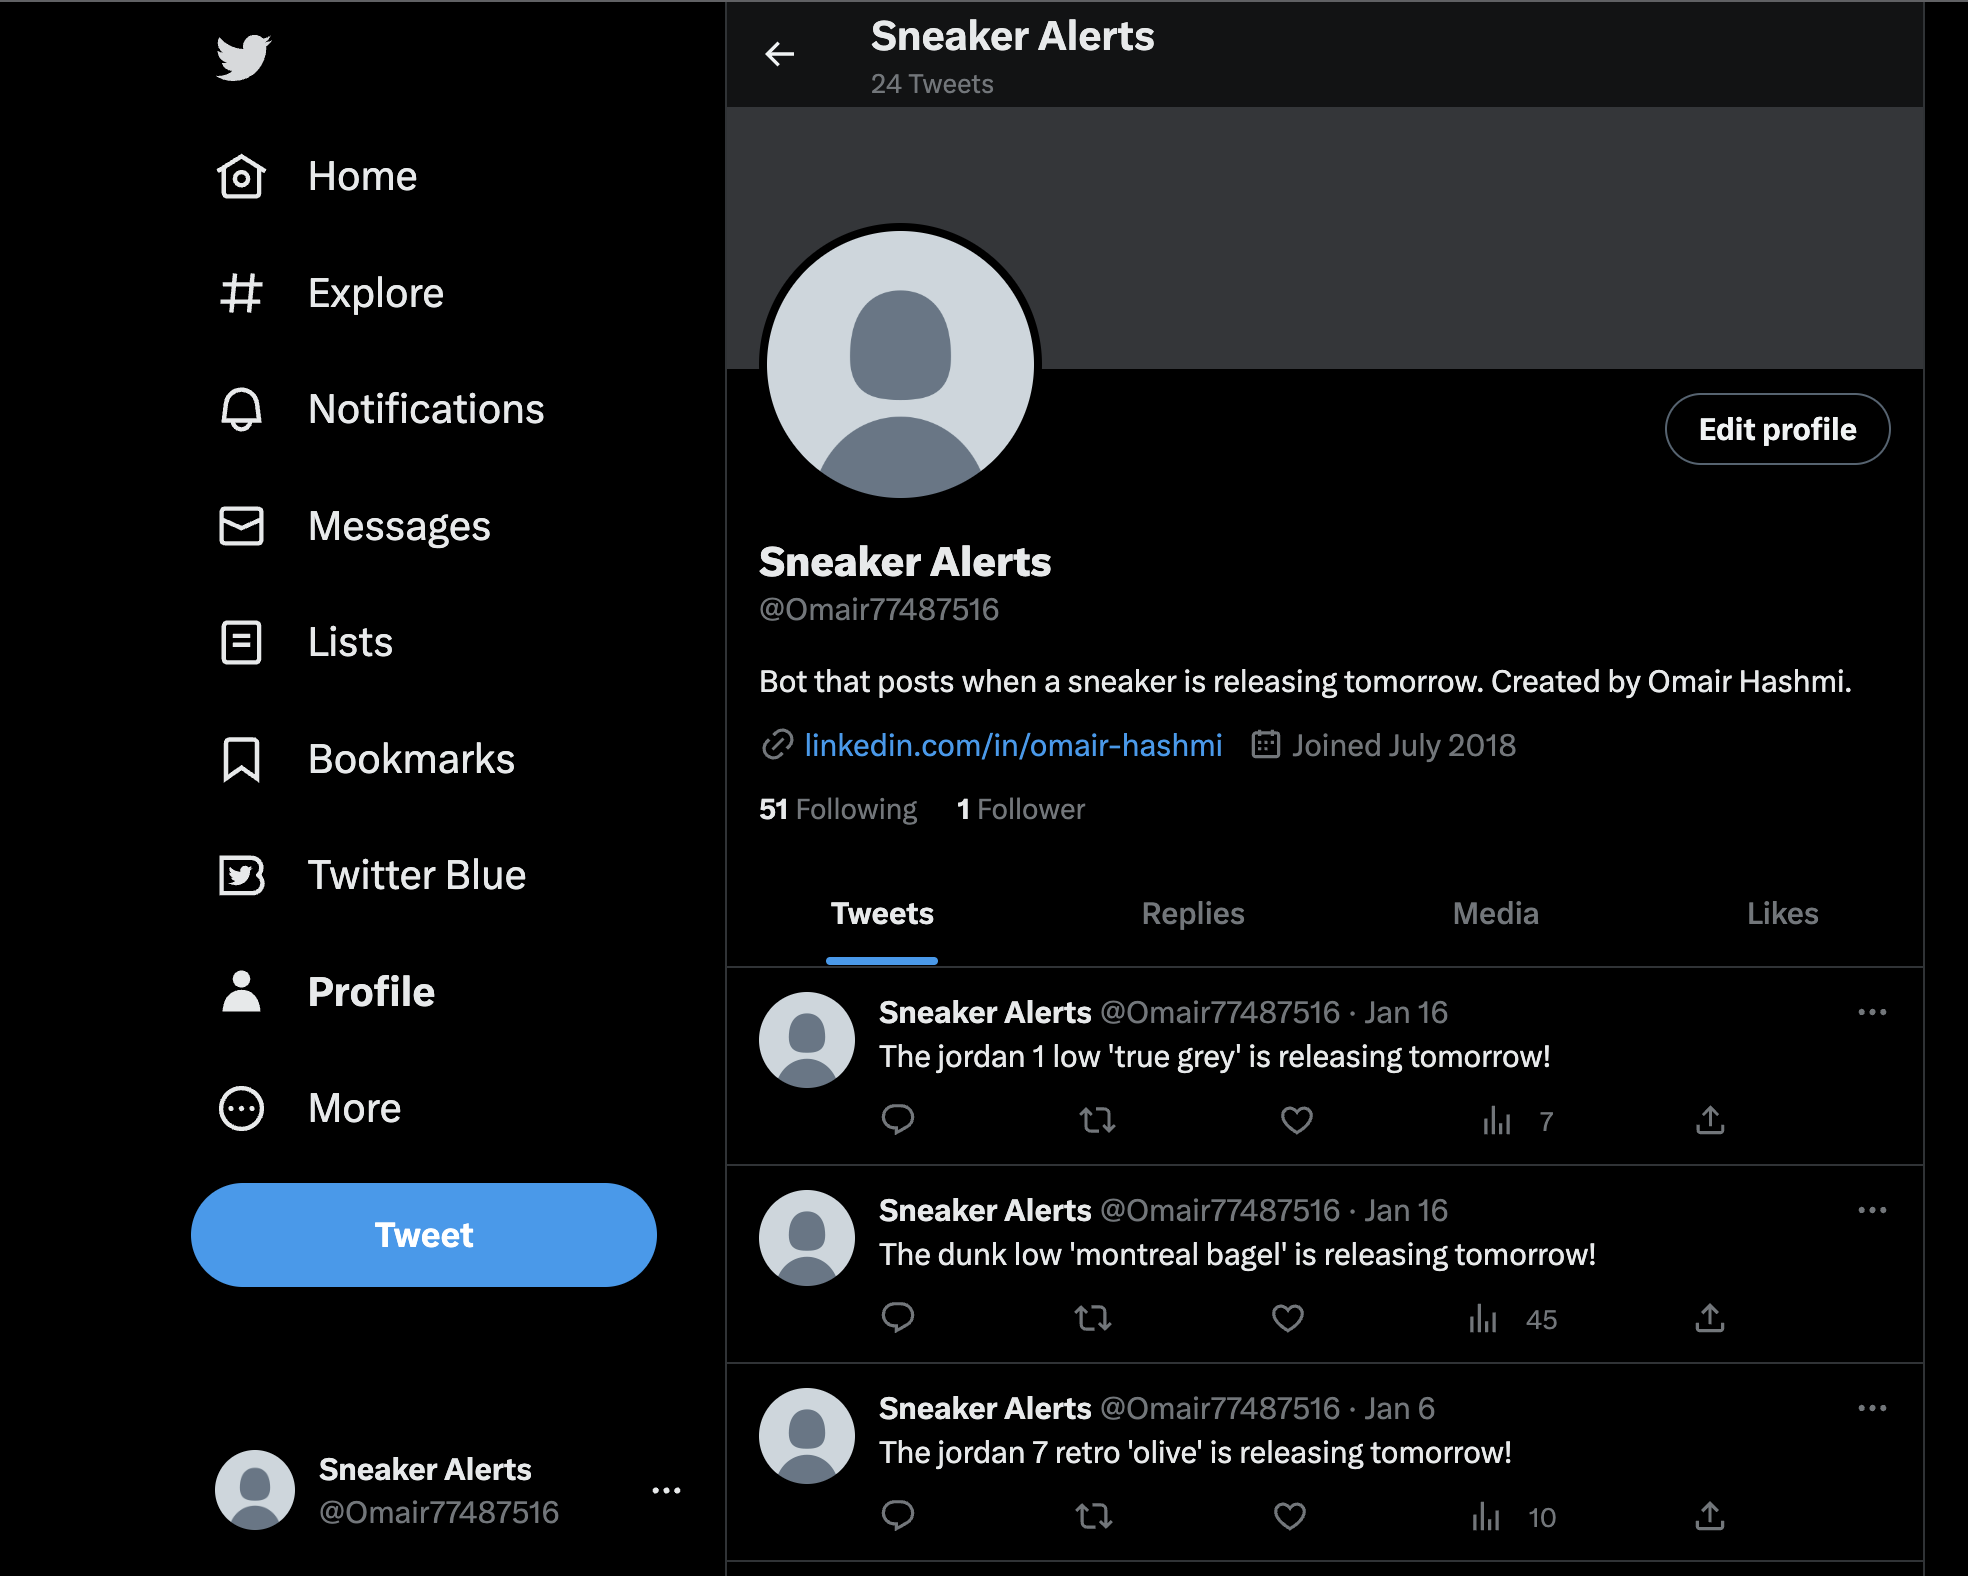 Home
Explore
Notifications
Messages
Lists
Bookmarks
Twitter Blue
Profile
More
Tweet
Sneaker Alerts
@Omair77487516
Sneaker Alerts
24 Tweets
Edit profile
Sneaker Alerts
@Omair77487516
Bot that posts when a sneaker is releasing tomorrow. Created by Omair Hashmi.
linkedin.com/in/omair-hashmi Joined July 2018
51 Following 1 Follower
Tweets Replies Media Likes
Sneaker Alerts @Omair77487516 · Jan 16
The jordan 1 low 'true grey' is releasing tomorrow!
7
Sneaker Alerts @Omair77487516 · Jan 16
The dunk low 'montreal bagel' is releasing tomorrow!
45
Sneaker Alerts @Omair77487516 · Jan 6
The jordan 7 retro 'olive' is releasing tomorrow!
10